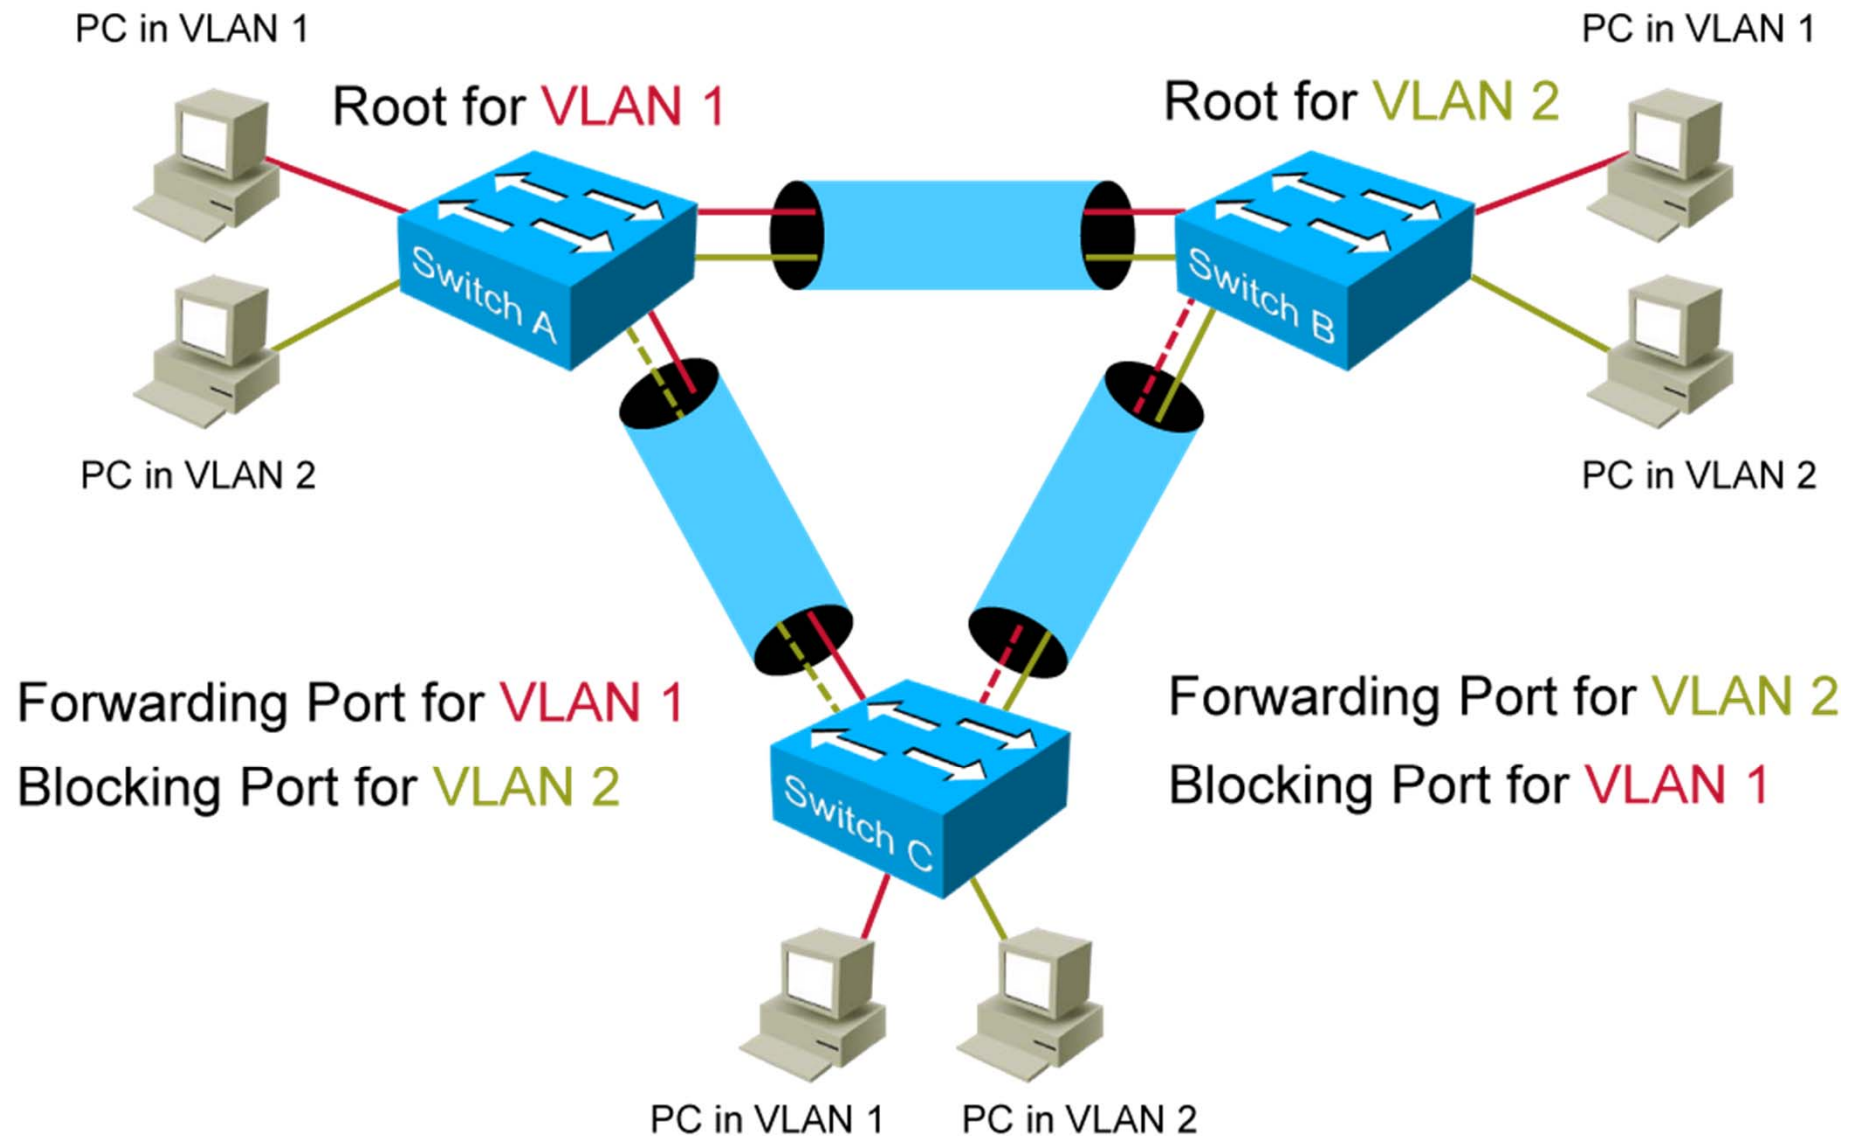 PC in VLAN 1
PC in VLAN 1
Root for VLAN 1
Root for VLAN 2
Switch A
Switch B
PC in VLAN 2
PC in VLAN 2
Forwarding Port for VLAN 1
Blocking Port for VLAN 2
Forwarding Port for VLAN 2
Blocking Port for VLAN 1
Switch C
PC in VLAN 1
PC in VLAN 2